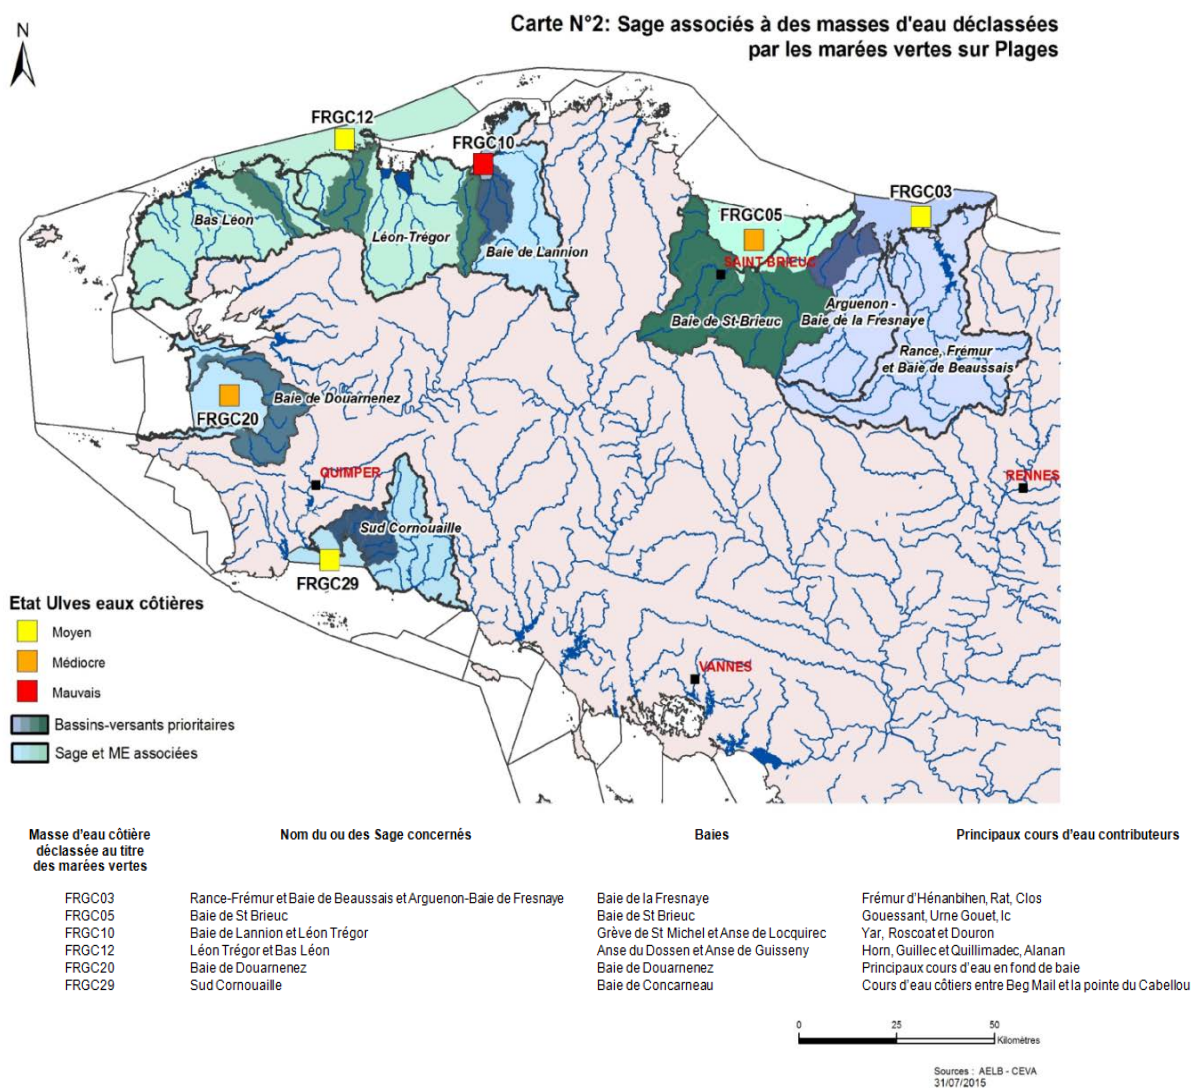 Carte N°2: Sage associés à des masses d'eau déclassées
par les marées vertes sur Plages
N
FRGC12
FRGC10
FRGC03
FRGC05
Bas Léon
Léon-Trégor
Baie de Lannion
SAINT-BRIEUC
Arguenon -
Baie de la Fresnaye
Baie de St-Brieuc
Rance, Frémur
et Baie de Beaussais
Baie de Douarnenez
FRGC20
QUIMPER
RENNES
Sud Cornouaille
FRGC29
VANNES
Etat Ulves eaux côtières
Moyen
Médiocre
Mauvais
Bassins-versants prioritaires
Sage et ME associées
Masse d'eau côtière
déclassée au titre
des marées vertes
Nom du ou des Sage concernés
Baies
Principaux cours d'eau contributeurs
FRGC03 Rance-Frémur et Baie de Beaussais et Arguenon-Baie de Fresnaye Baie de la Fresnaye Frémur d'Hénanbihen, Rat, Clos
FRGC05 Baie de St Brieuc Baie de St Brieuc Gouessant, Urne Gouet, Ic
FRGC10 Baie de Lannion et Léon Trégor Grève de St Michel et Anse de Locquirec Yar, Roscoat et Douron
FRGC12 Léon Trégor et Bas Léon Anse du Dossen et Anse de Guisseny Horn, Guillec et Quillimadec, Alanan
FRGC20 Baie de Douarnenez Baie de Douarnenez Principaux cours d'eau en fond de baie
FRGC29 Sud Cornouaille Baie de Concarneau Cours d'eau côtiers entre Beg Mail et la pointe du Cabellou
0 25 50
Kilomètres
Sources : AELB - CEVA
31/07/2015